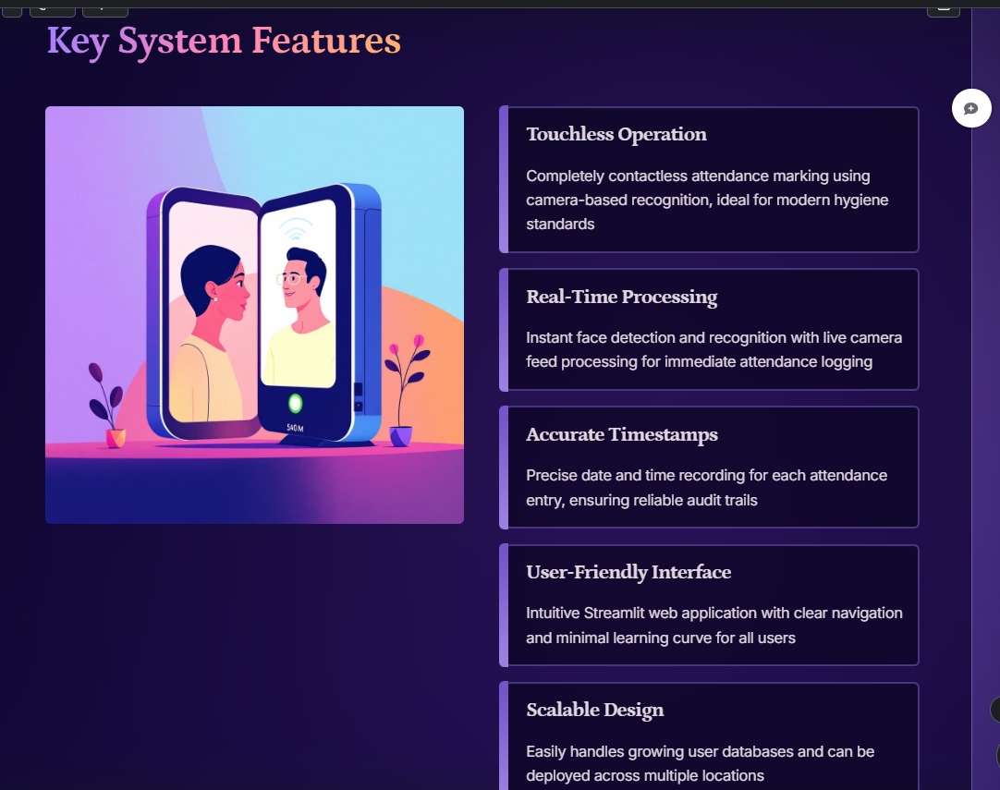 Key System Features
540M
Touchless Operation
Completely contactless attendance marking using
camera-based recognition, ideal for modern hygiene
standards
Real-Time Processing
Instant face detection and recognition with live camera
feed processing for immediate attendance logging
Accurate Timestamps
Precise date and time recording for each attendance
entry, ensuring reliable audit trails
User-Friendly Interface
Intuitive Streamlit web application with clear navigation
and minimal learning curve for all users
Scalable Design
Easily handles growing user databases and can be
deployed across multiple locations